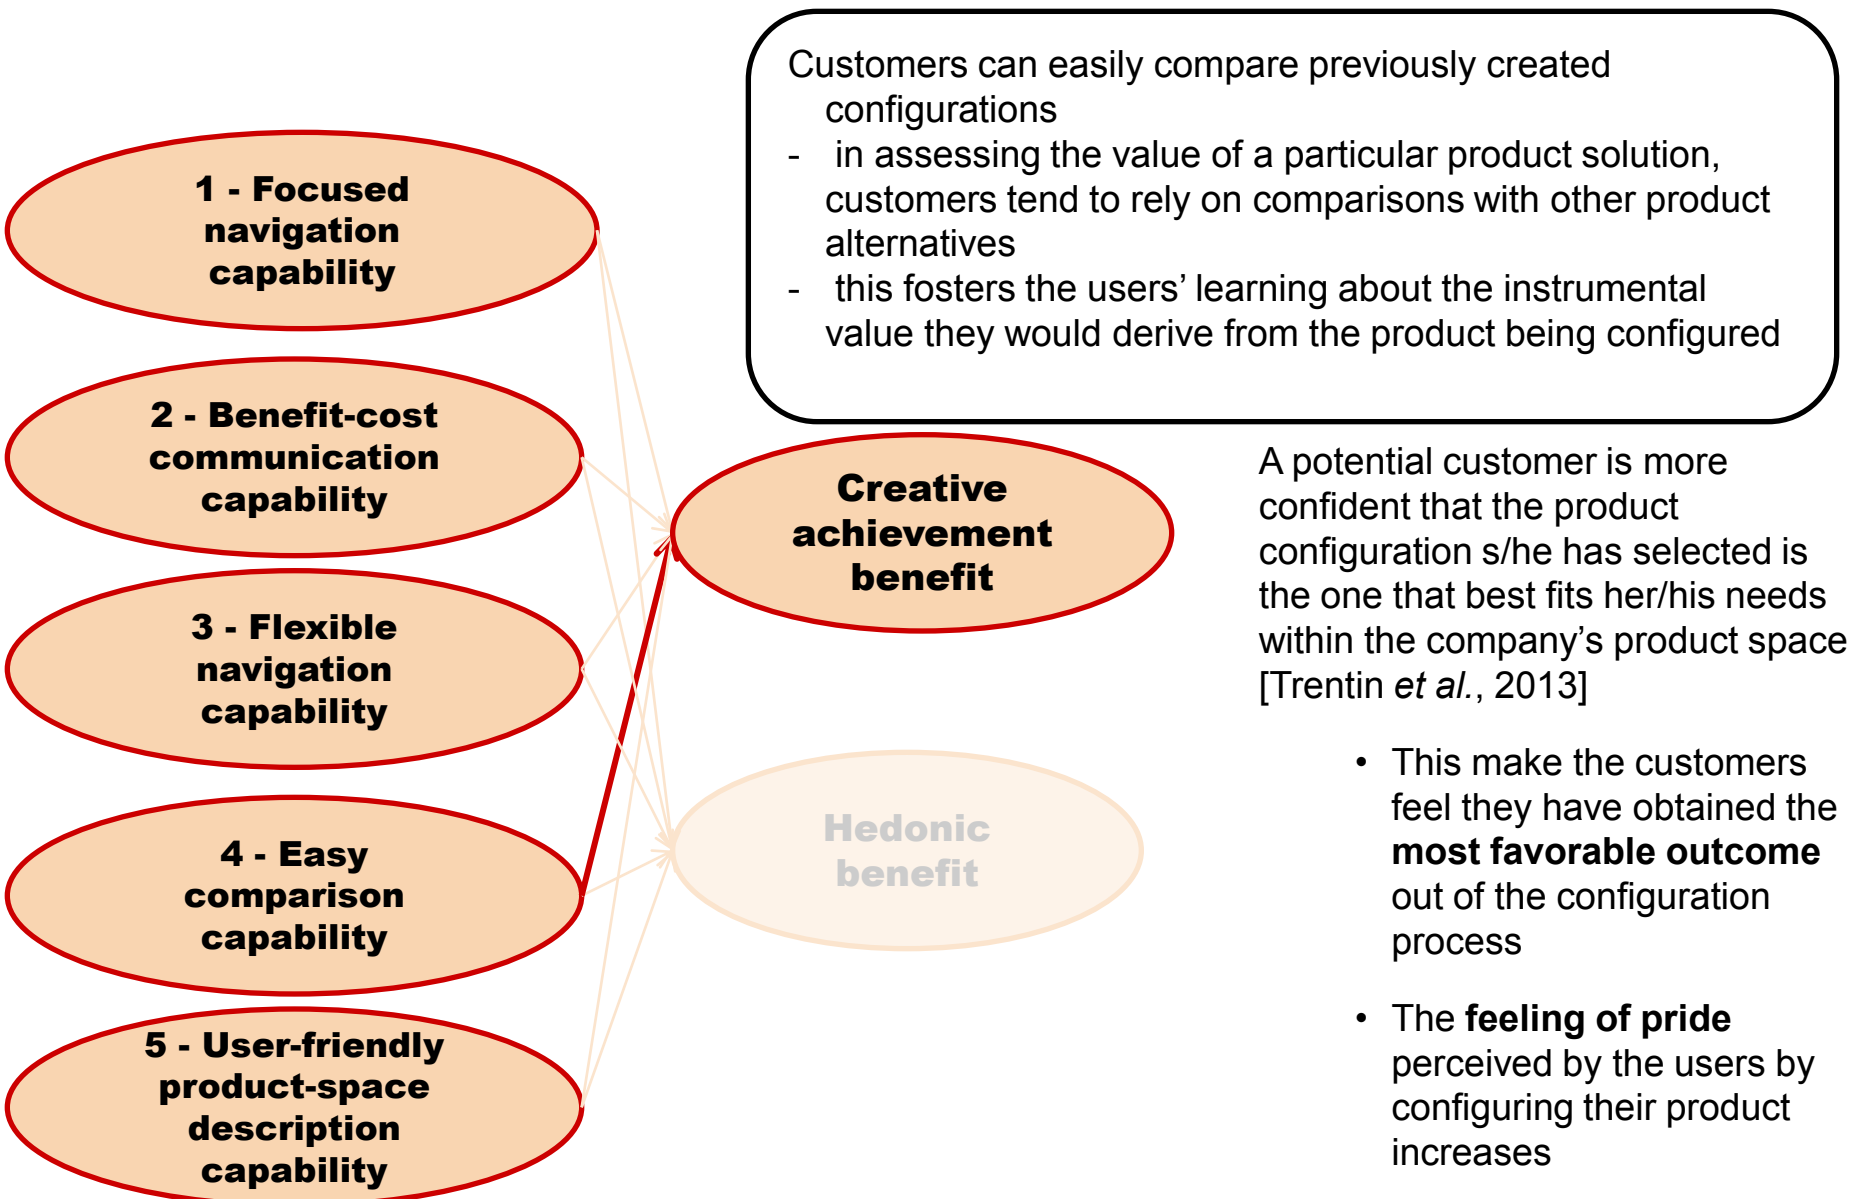 Customers can easily compare previously created
configurations
- in assessing the value of a particular product solution,
customers tend to rely on comparisons with other product
alternatives
- this fosters the users’ learning about the instrumental
value they would derive from the product being configured
1 - Focused
navigation
capability
2 - Benefit-cost
communication
capability
3 - Flexible
navigation
capability
4 - Easy
comparison
capability
5 - User-friendly
product-space
description
capability
Creative
achievement
benefit
Hedonic
benefit
A potential customer is more
confident that the product
configuration s/he has selected is
the one that best fits her/his needs
within the company’s product space
[Trentin et al., 2013]
• This make the customers
feel they have obtained the
most favorable outcome
out of the configuration
process
• The feeling of pride
perceived by the users by
configuring their product
increases